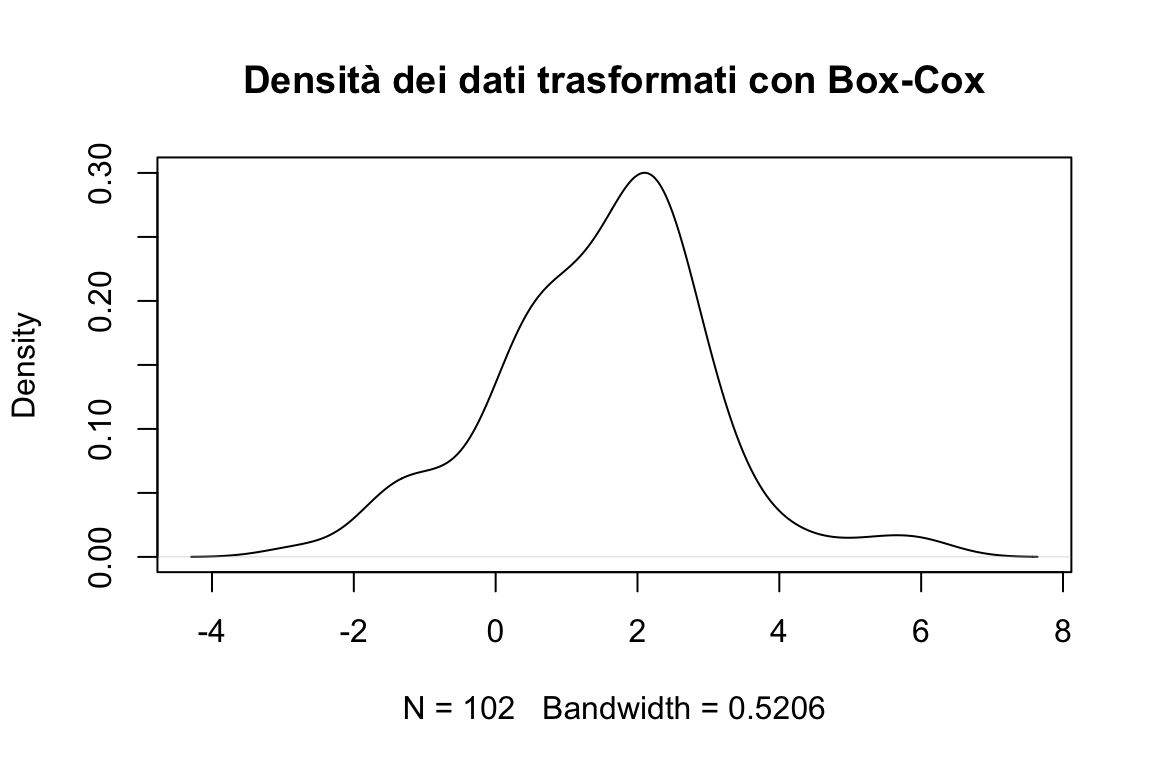 Densità dei dati trasformati con Box-Cox
0.30
0.20
0.10
0.00
Density
-4 -2 0 2 4 6 8
N = 102 Bandwidth = 0.5206